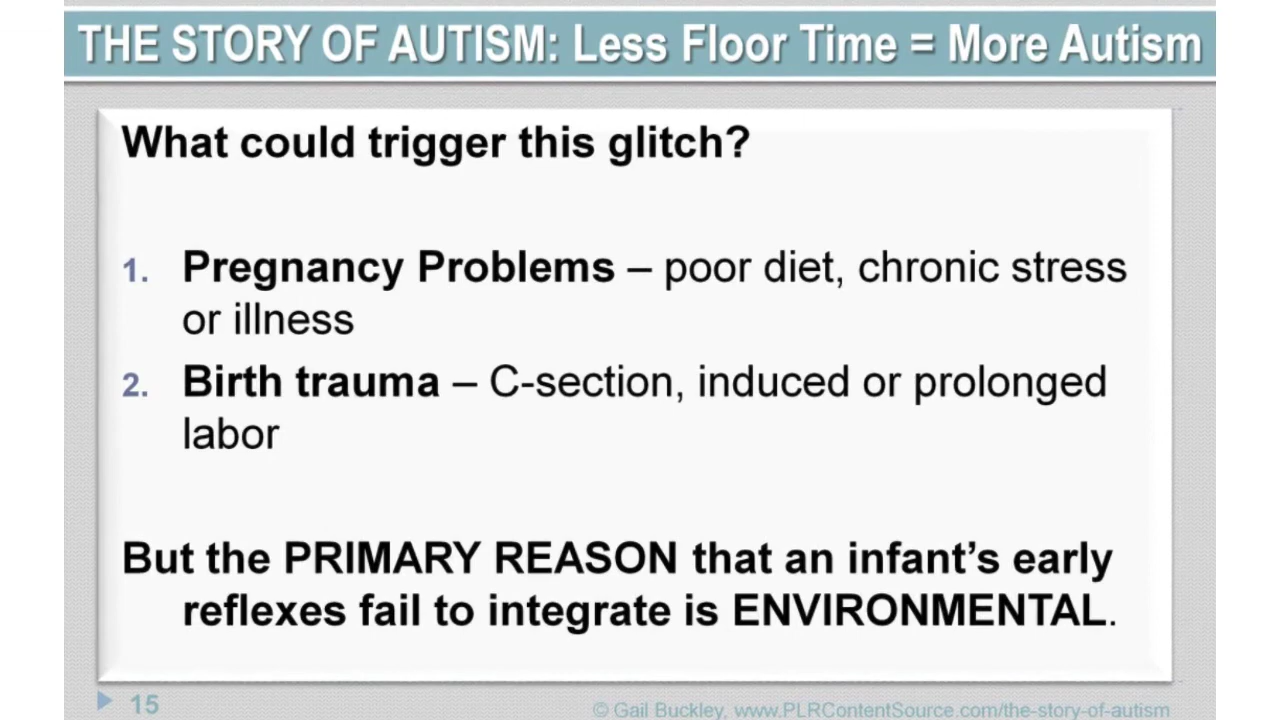 THE STORY OF AUTISM: Less Floor Time = More Autism
What could trigger this glitch?
1. Pregnancy Problems – poor diet, chronic stress
or illness
2. Birth trauma – C-section, induced or prolonged
labor
But the PRIMARY REASON that an infant’s early
reflexes fail to integrate is ENVIRONMENTAL.
15
© Gail Buckley, www.PLRContentSource.com/the-story-of-autism